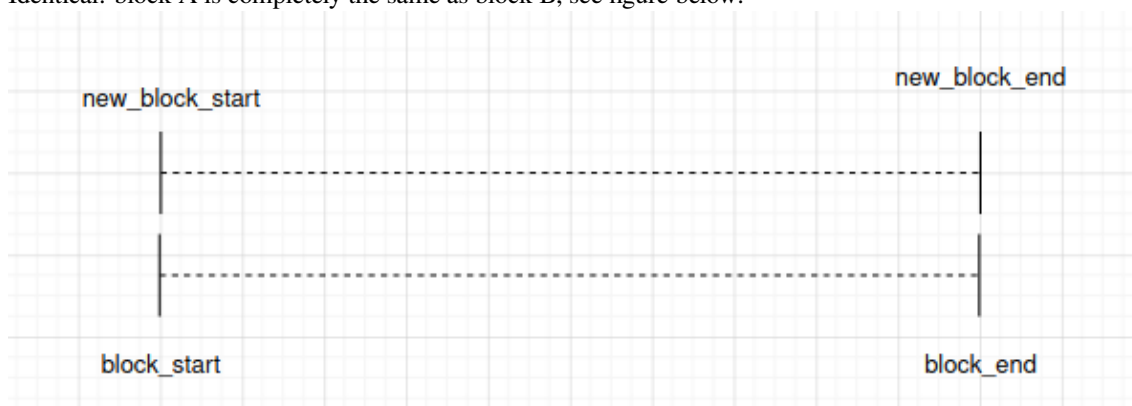 Identical: block A is completely the same as block B, see figure below:
new_block_end
new_block_start
block_start
block_end